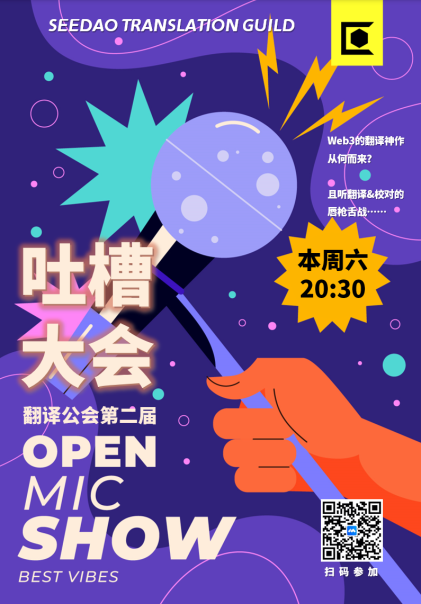 SEEDAO TRANSLATION GUILD
Web3的翻译神作
从何而来?
且听翻译&校对的
唇枪舌战……
本周六
20:30
吐槽
大会
翻译公会第二届
OPEN
MIC
SHOW
BEST VIBES
扫码参加